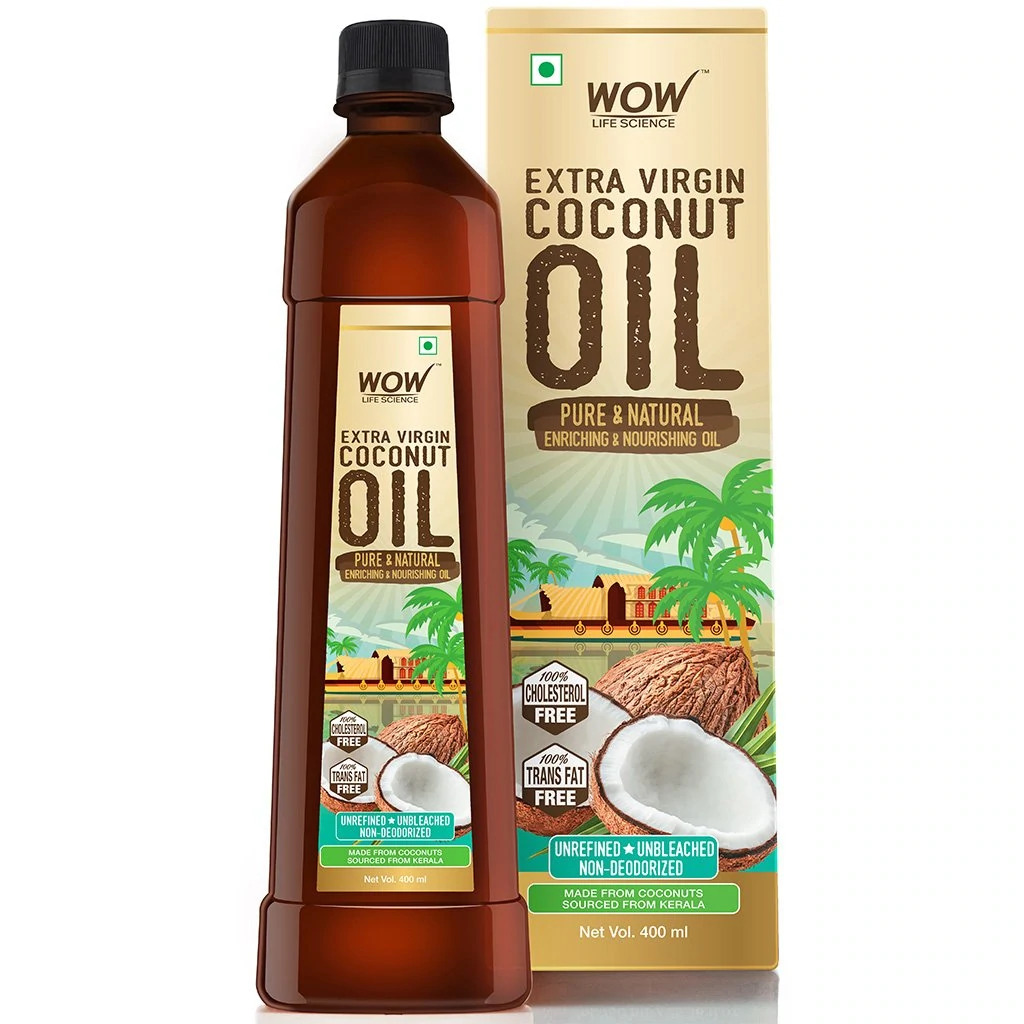 WOW™
LIFE SCIENCE
EXTRA VIRGIN
COCONUT
OIL
PURE & NATURAL
ENRICHING & NOURISHING OIL
100%
CHOLESTEROL
FREE
100%
TRANS FAT
FREE
UNREFINED ★ UNBLEACHED
NON-DEODORIZED
MADE FROM COCONUTS
SOURCED FROM KERALA
Net Vol. 400 ml
WOW™
LIFE SCIENCE
EXTRA VIRGIN
COCONUT
OIL
PURE & NATURAL
ENRICHING & NOURISHING OIL
100%
CHOLESTEROL
FREE
100%
TRANS FAT
FREE
UNREFINED ★ UNBLEACHED
NON-DEODORIZED
MADE FROM COCONUTS
SOURCED FROM KERALA
Net Vol. 400 ml